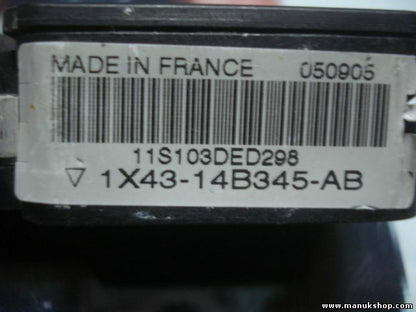 MADE IN FRANCE 050905
11S103DED298
▽ 1X43-14B345-AB
www.manukshop.com